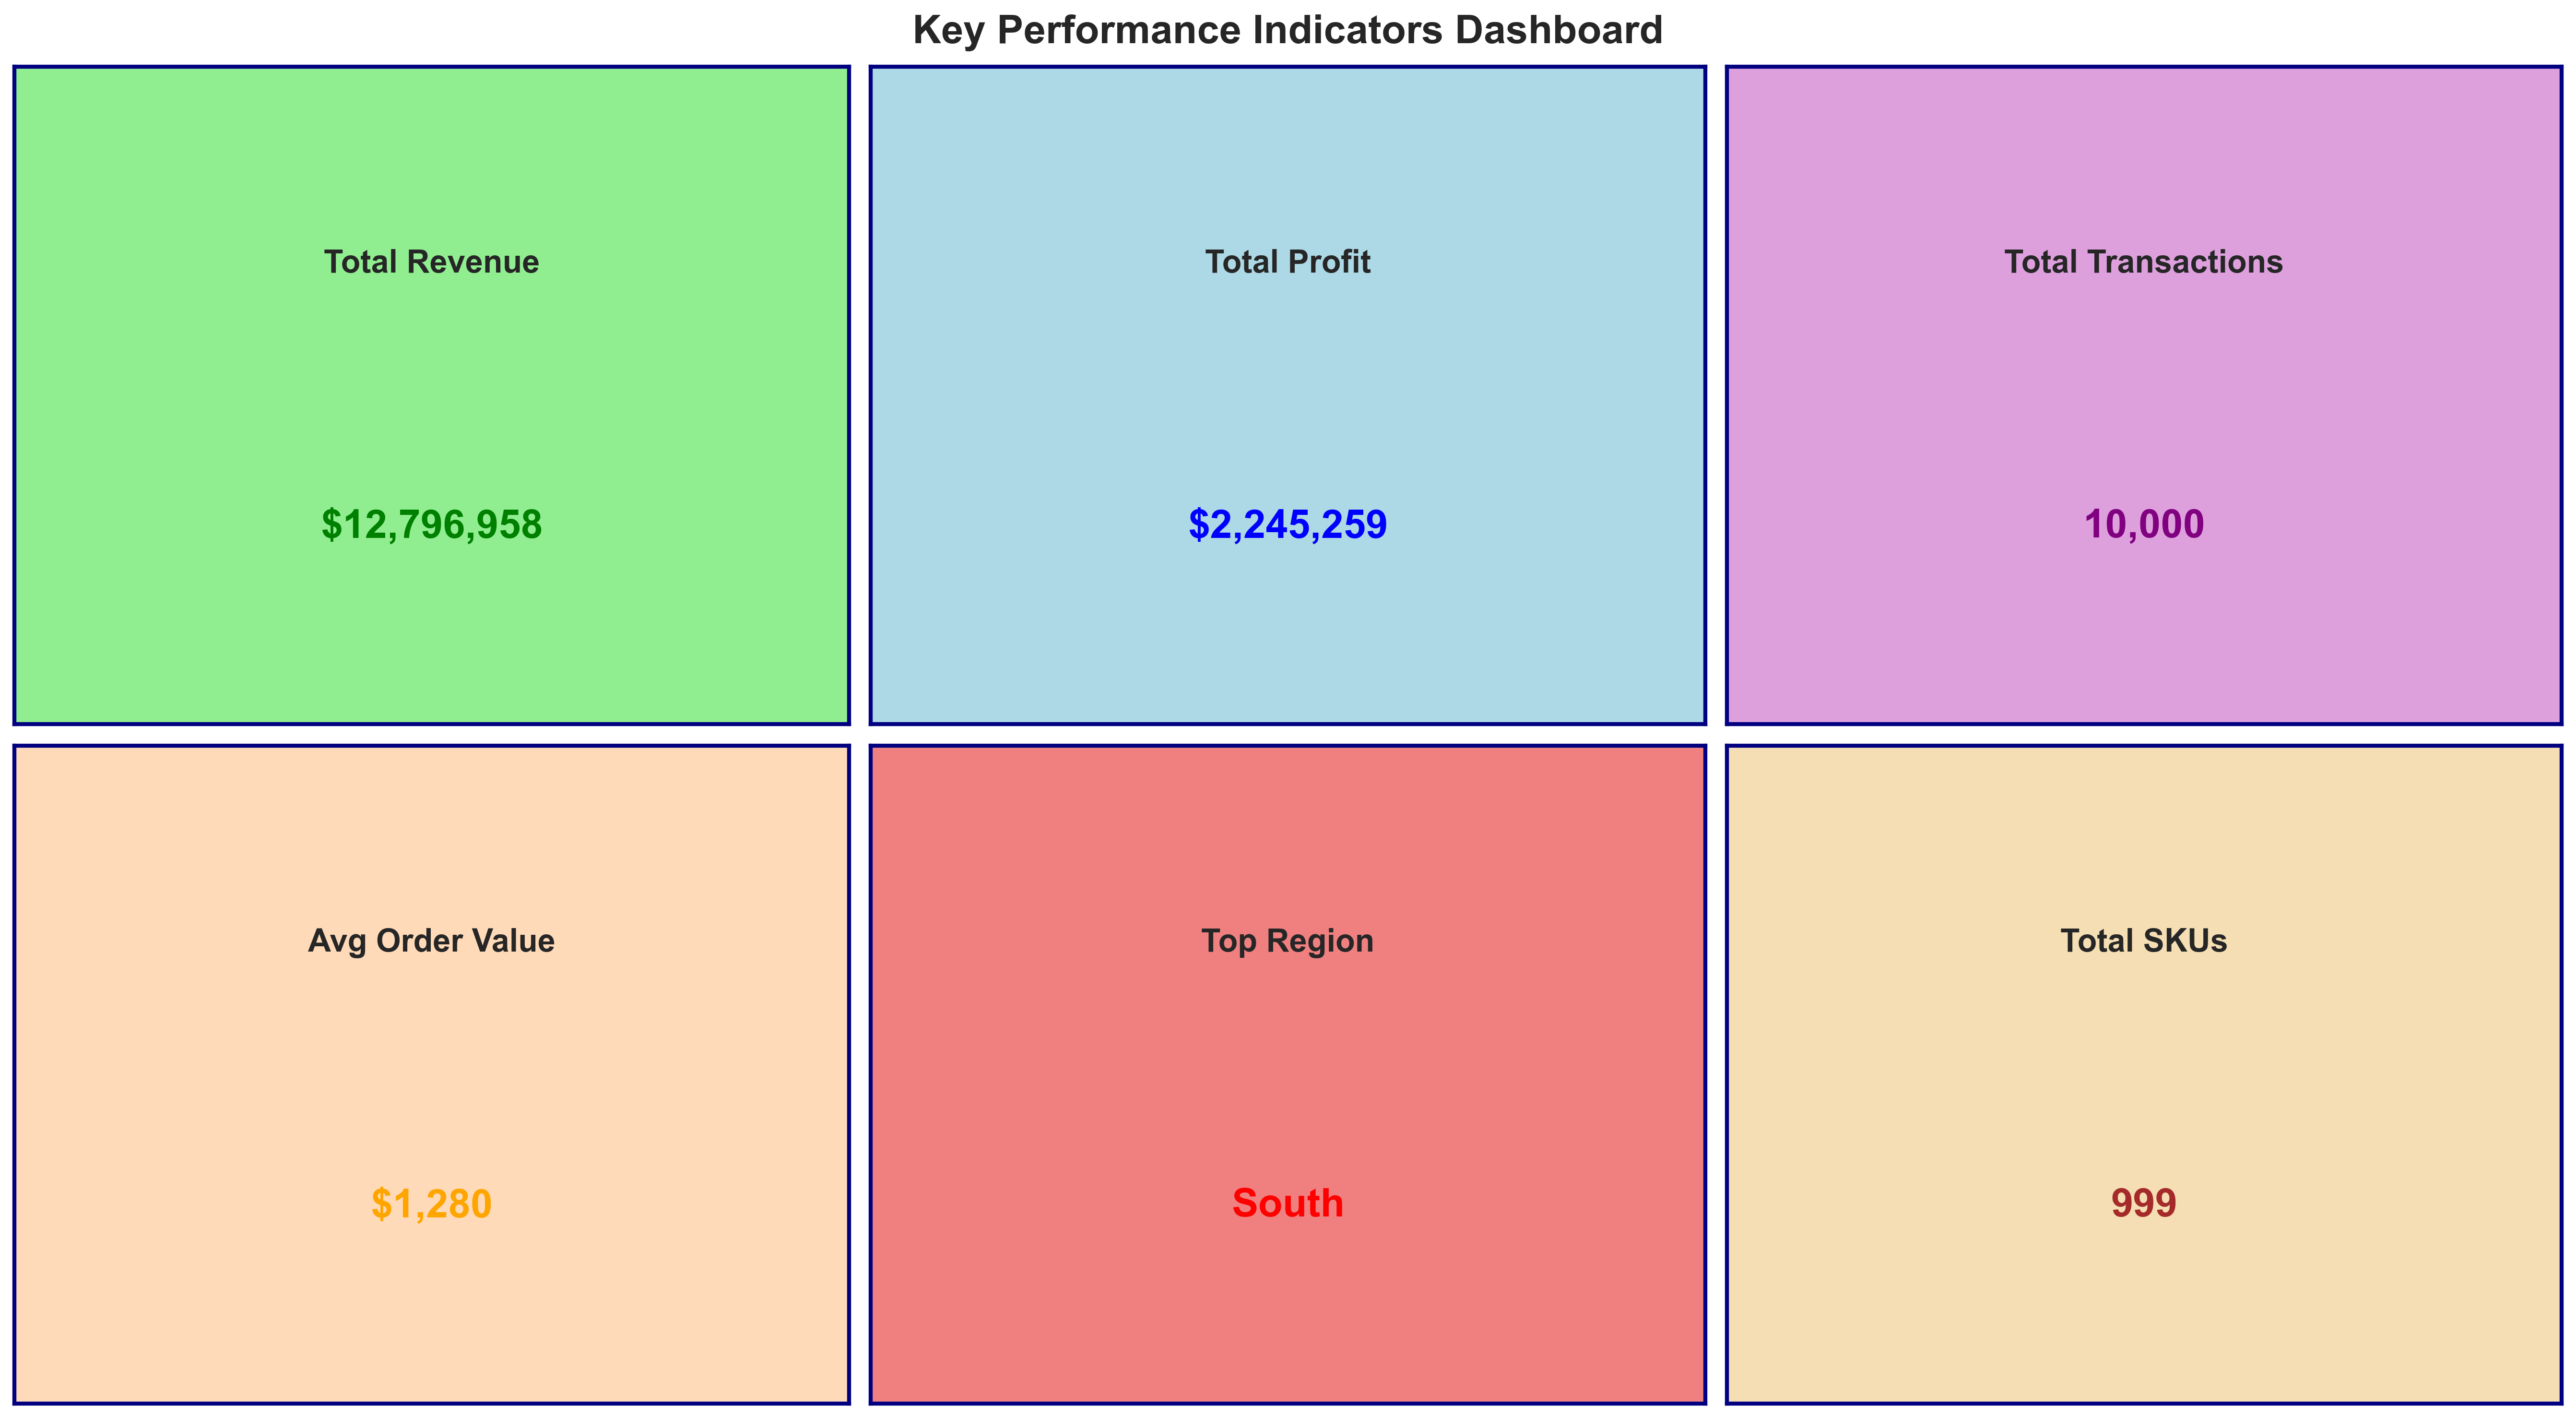 Key Performance Indicators Dashboard
Total Revenue
$12,796,958
Total Profit
$2,245,259
Total Transactions
10,000
Avg Order Value
$1,280
Top Region
South
Total SKUs
999